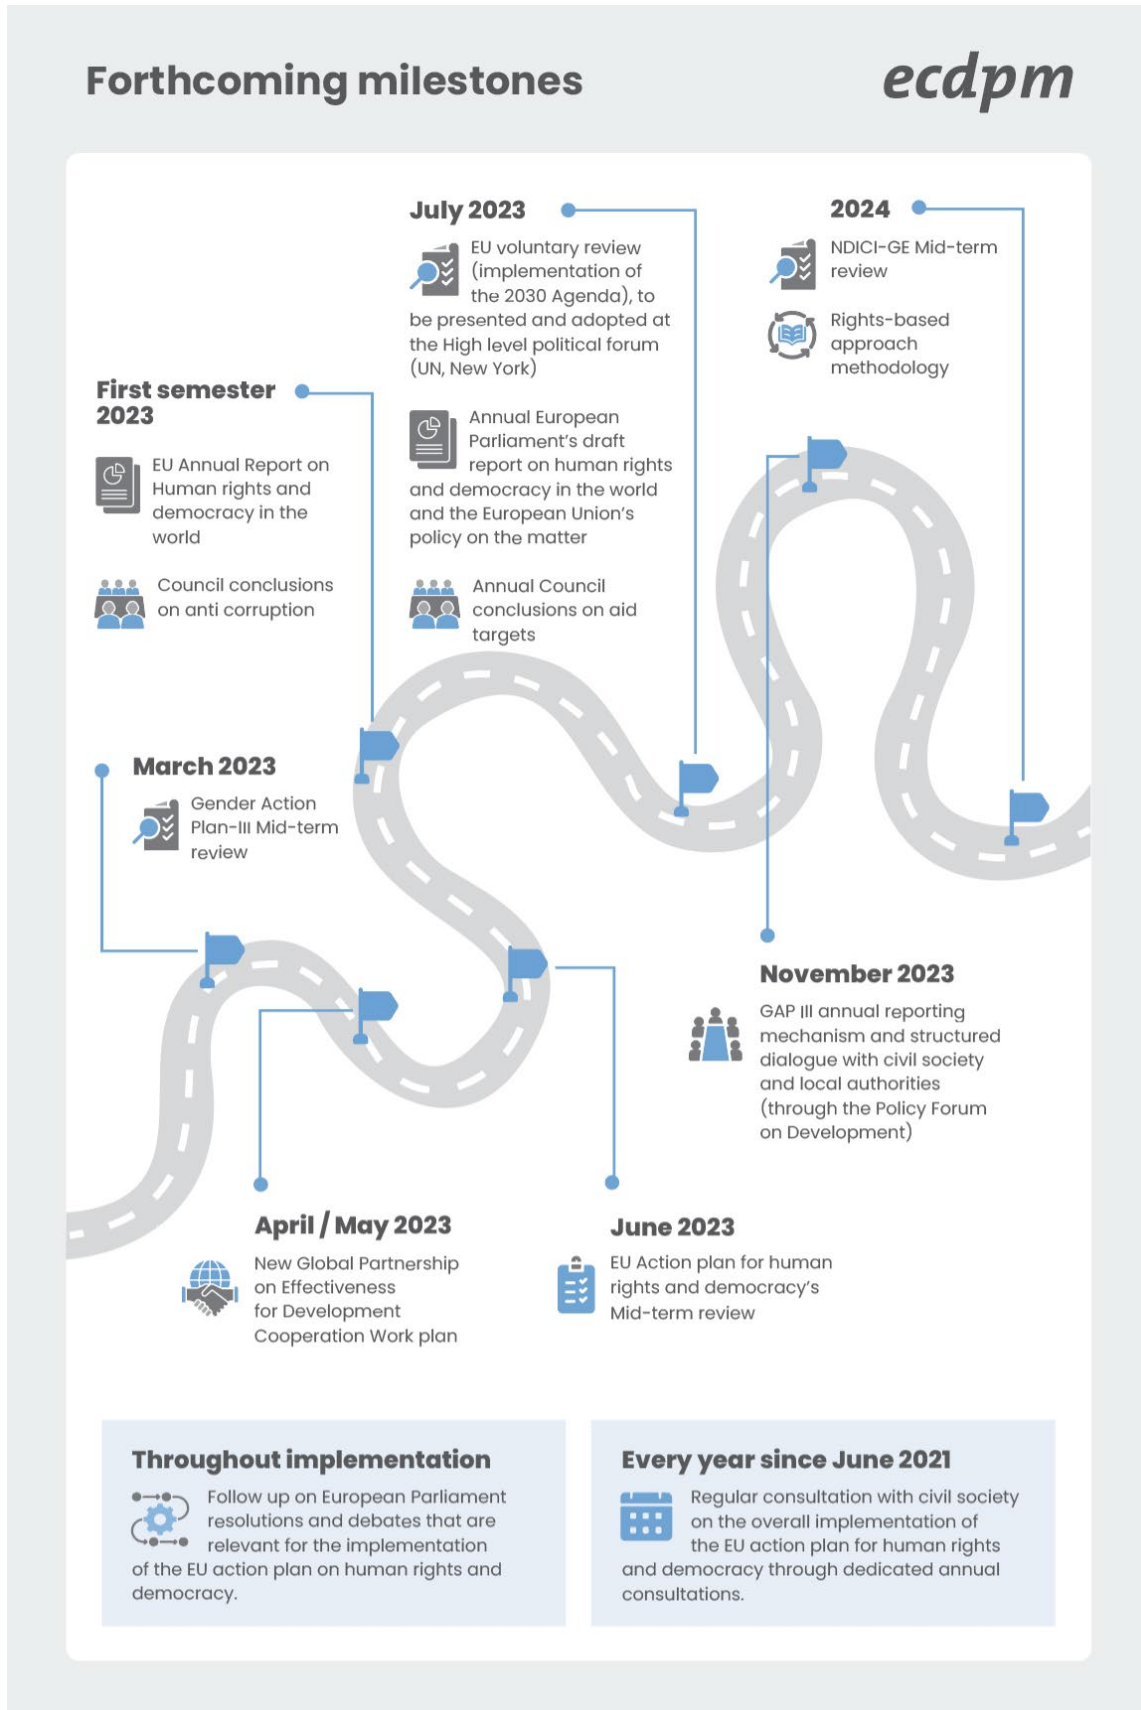 Forthcoming milestones
ecdpm
July 2023
EU voluntary review
(implementation of
the 2030 Agenda), to
be presented and adopted at
the High level political forum
(UN, New York)
Annual European
Parliament's draft
report on human rights
and democracy in the world
and the European Union's
policy on the matter
Annual Council
conclusions on aid
targets
2024
NDICI-GE Mid-term
review
Rights-based
approach
methodology
First semester
2023
EU Annual Report on
Human rights and
democracy in the
world
Council conclusions
on anti corruption
March 2023
Gender Action
Plan-III Mid-term
review
November 2023
GAP III annual reporting
mechanism and structured
dialogue with civil society
and local authorities
(through the Policy Forum
on Development)
April / May 2023
New Global Partnership
on Effectiveness
for Development
Cooperation Work plan
June 2023
EU Action plan for human
rights and democracy's
Mid-term review
Throughout implementation
Follow up on European Parliament
resolutions and debates that are
relevant for the implementation
of the EU action plan on human rights and
democracy.
Every year since June 2021
Regular consultation with civil society
on the overall implementation of
the EU action plan for human rights
and democracy through dedicated annual
consultations.